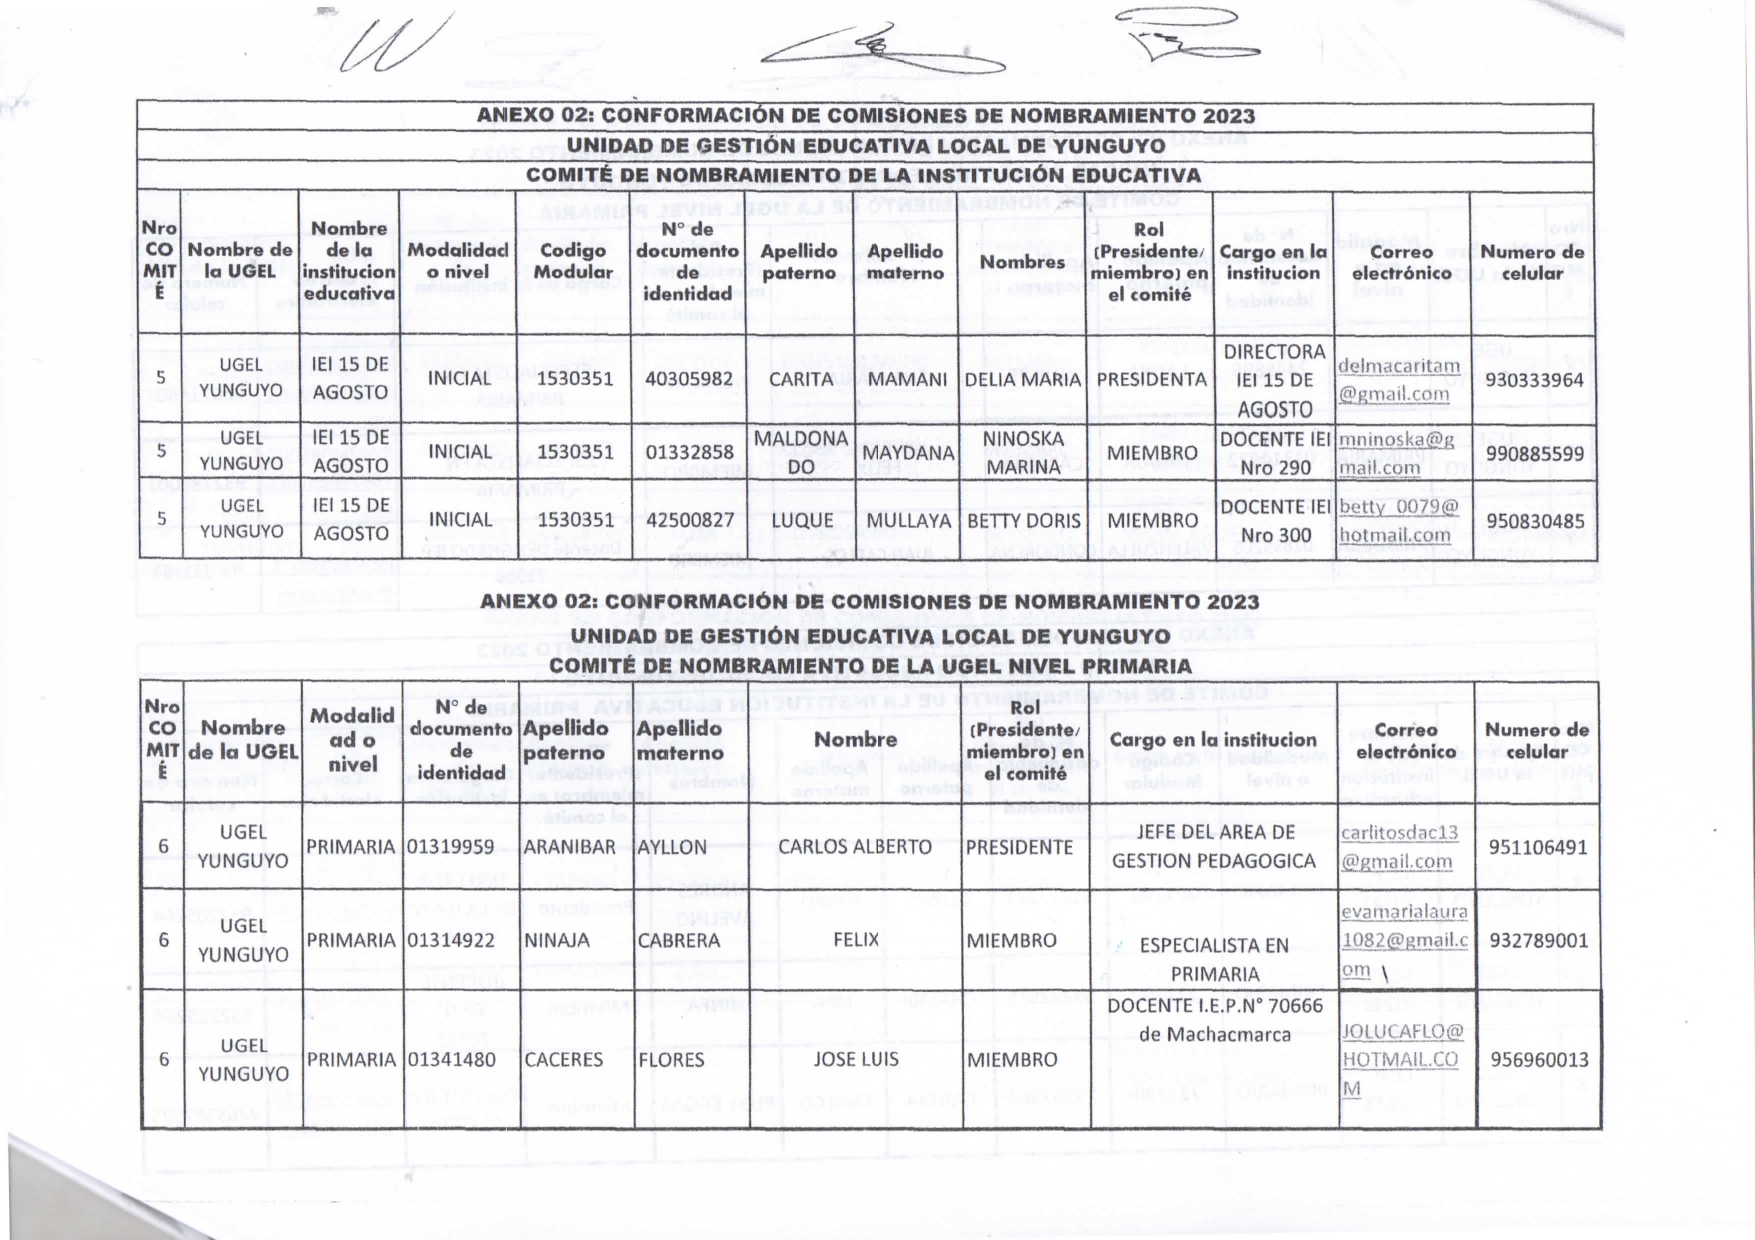 ANEXO 02: CONFORMACIÓN DE COMISIONES DE NOMBRAMIENTO 2023
UNIDAD DE GESTIÓN EDUCATIVA LOCAL DE YUNGUYO
COMITÉ DE NOMBRAMIENTO DE LA INSTITUCIÓN EDUCATIVA
Nro COMITÉ | Nombre de la UGEL | Nombre de la institucion educativa | Modalidad o nivel | Codigo Modular | N° de documento de identidad | Apellido paterno | Apellido materno | Nombres | Rol (Presidente/ miembro) en el comité | Cargo en la institucion | Correo electrónico | Numero de celular
5 | UGEL YUNGUYO | IEI 15 DE AGOSTO | INICIAL | 1530351 | 40305982 | CARITA | MAMANI | DELIA MARIA | PRESIDENTA | DIRECTORA IEI 15 DE AGOSTO | delmacaritam@gmail.com | 930333964
5 | UGEL YUNGUYO | IEI 15 DE AGOSTO | INICIAL | 1530351 | 01332858 | MALDONADO | MAYDANA | NINOSKA MARINA | MIEMBRO | DOCENTE IEI Nro 290 | mninoska@gmail.com | 990885599
5 | UGEL YUNGUYO | IEI 15 DE AGOSTO | INICIAL | 1530351 | 42500827 | LUQUE | MULLAYA | BETTY DORIS | MIEMBRO | DOCENTE IEI Nro 300 | betty_0079@hotmail.com | 950830485
ANEXO 02: CONFORMACIÓN DE COMISIONES DE NOMBRAMIENTO 2023
UNIDAD DE GESTIÓN EDUCATIVA LOCAL DE YUNGUYO
COMITÉ DE NOMBRAMIENTO DE LA UGEL NIVEL PRIMARIA
Nro COMITÉ | Nombre de la UGEL | Modalidad o nivel | N° de documento de identidad | Apellido paterno | Apellido materno | Nombre | Rol (Presidente/ miembro) en el comité | Cargo en la institucion | Correo electrónico | Numero de celular
6 | UGEL YUNGUYO | PRIMARIA | 01319959 | ARANIBAR | AYLLON | CARLOS ALBERTO | PRESIDENTE | JEFE DEL AREA DE GESTION PEDAGOGICA | carlitosdac13@gmail.com | 951106491
6 | UGEL YUNGUYO | PRIMARIA | 01314922 | NINAJA | CABRERA | FELIX | MIEMBRO | ESPECIALISTA EN PRIMARIA | evamarialaura1082@gmail.com \ | 932789001
6 | UGEL YUNGUYO | PRIMARIA | 01341480 | CACERES | FLORES | JOSE LUIS | MIEMBRO | DOCENTE I.E.P.N° 70666 de Machacmarca | JOLUCAFLO@HOTMAIL.COM | 956960013